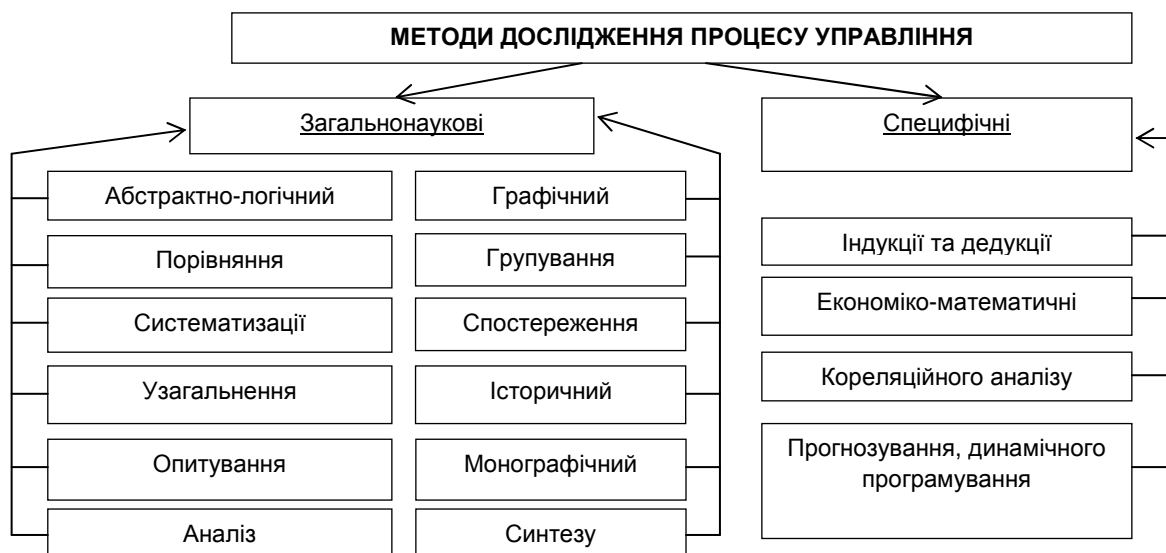 МЕТОДИ ДОСЛІДЖЕННЯ ПРОЦЕСУ УПРАВЛІННЯ
Загальнонаукові
Специфічні
Абстрактно-логічний
Графічний
Порівняння
Групування
Систематизації
Спостереження
Узагальнення
Історичний
Опитування
Монографічний
Аналіз
Синтезу
Індукції та дедукції
Економіко-математичні
Кореляційного аналізу
Прогнозування, динамічного
програмування